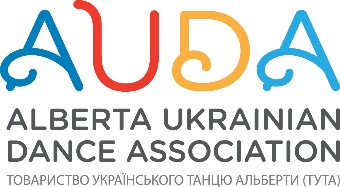 AUDA
ALBERTA UKRAINIAN
DANCE ASSOCIATION
ТОВАРИСТВО УКРАЇНСЬКОГО ТАНЦЮ АЛЬБЕРТИ (ТУТА)